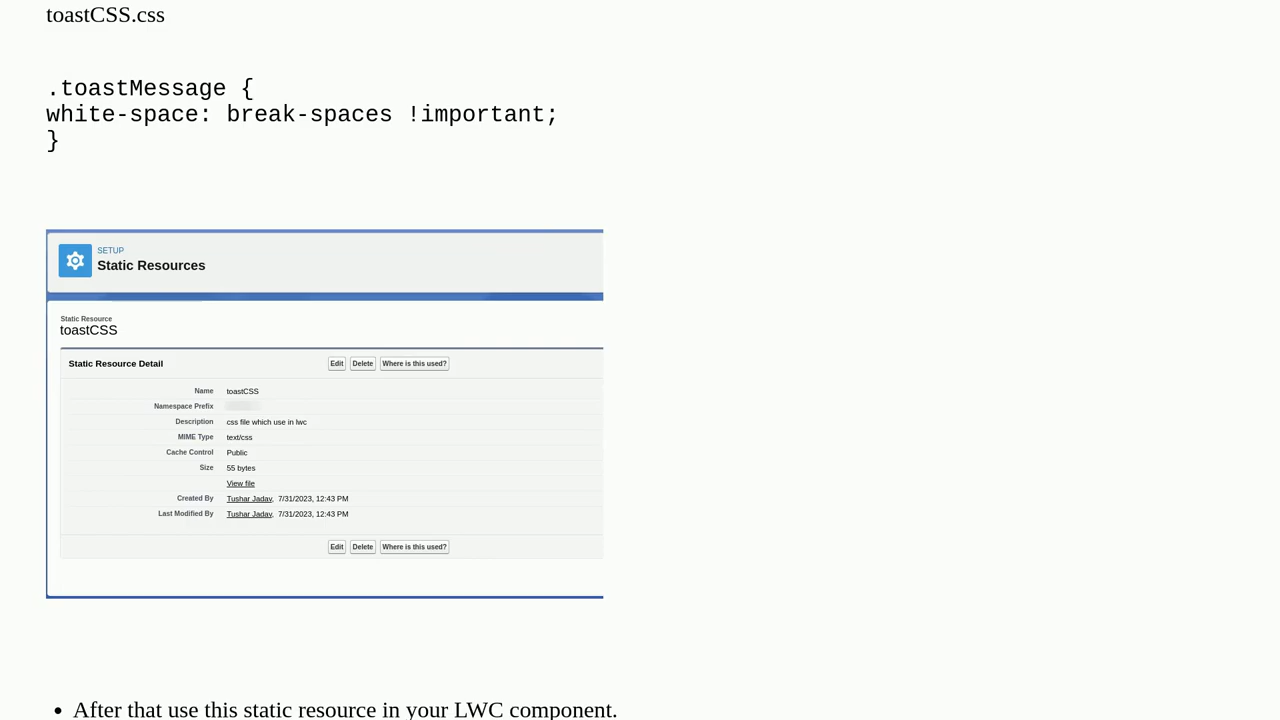 toastCSS.css
.toastMessage {
white-space: break-spaces !important;
}
SETUP
Static Resources
Static Resource
toastCSS
Static Resource Detail
Edit Delete Where is this used?
Name toastCSS
Namespace Prefix
Description css file which use in lwc
MIME Type text/css
Cache Control Public
Size 55 bytes
View file
Created By Tushar Jadav, 7/31/2023, 12:43 PM
Last Modified By Tushar Jadav, 7/31/2023, 12:43 PM
Edit Delete Where is this used?
• After that use this static resource in your LWC component.